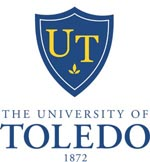 UT
THE UNIVERSITY OF
TOLEDO
1872